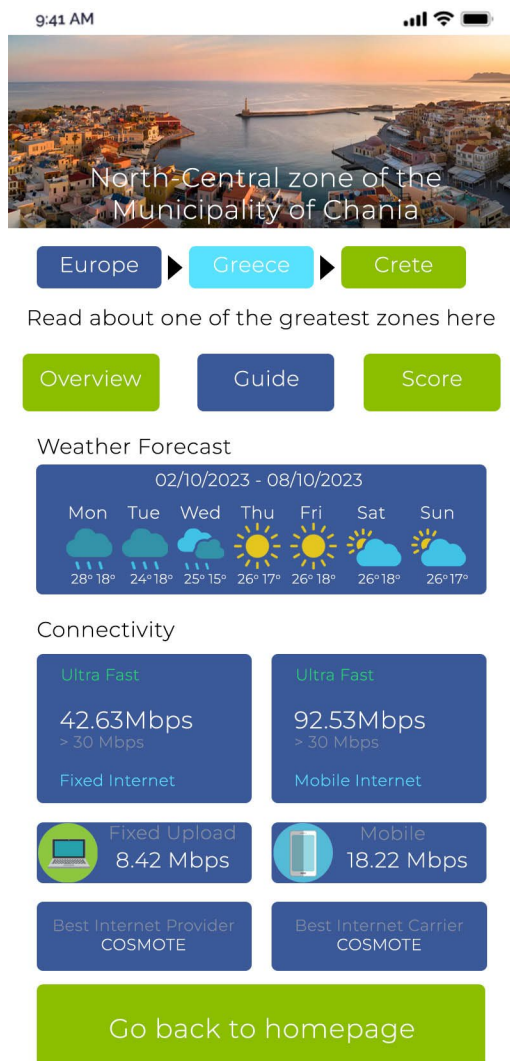 9:41 AM
North-Central zone of the
Municipality of Chania
Europe Greece Crete
Read about one of the greatest zones here
Overview Guide Score
Weather Forecast
02/10/2023 - 08/10/2023
Mon Tue Wed Thu Fri Sat Sun
28° 18° 24° 18° 25° 15° 26° 17° 26° 18° 26° 18° 26° 17°
Connectivity
Ultra Fast Ultra Fast
42.63Mbps 92.53Mbps
> 30 Mbps > 30 Mbps
Fixed Internet Mobile Internet
Fixed Upload Mobile
8.42 Mbps 18.22 Mbps
Best Internet Provider Best Internet Carrier
COSMOTE COSMOTE
Go back to homepage